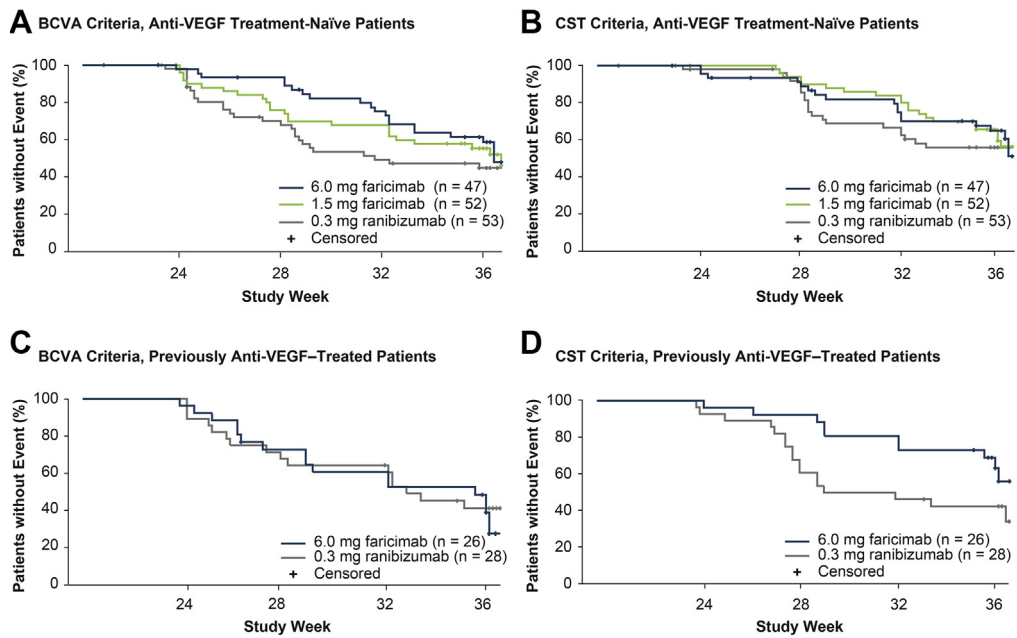 A BCVA Criteria, Anti-VEGF Treatment-Naïve Patients
Patients without Event (%)
100
80
60
40
20
0
6.0 mg faricimab (n = 47)
1.5 mg faricimab (n = 52)
0.3 mg ranibizumab (n = 53)
+ Censored
24 28 32 36
Study Week
B CST Criteria, Anti-VEGF Treatment-Naïve Patients
Patients without Event (%)
100
80
60
40
20
0
6.0 mg faricimab (n = 47)
1.5 mg faricimab (n = 52)
0.3 mg ranibizumab (n = 53)
+ Censored
24 28 32 36
Study Week
C BCVA Criteria, Previously Anti-VEGF–Treated Patients
Patients without Event (%)
100
80
60
40
20
0
6.0 mg faricimab (n = 26)
0.3 mg ranibizumab (n = 28)
+ Censored
24 28 32 36
Study Week
D CST Criteria, Previously Anti-VEGF–Treated Patients
Patients without Event (%)
100
80
60
40
20
0
6.0 mg faricimab (n = 26)
0.3 mg ranibizumab (n = 28)
+ Censored
24 28 32 36
Study Week